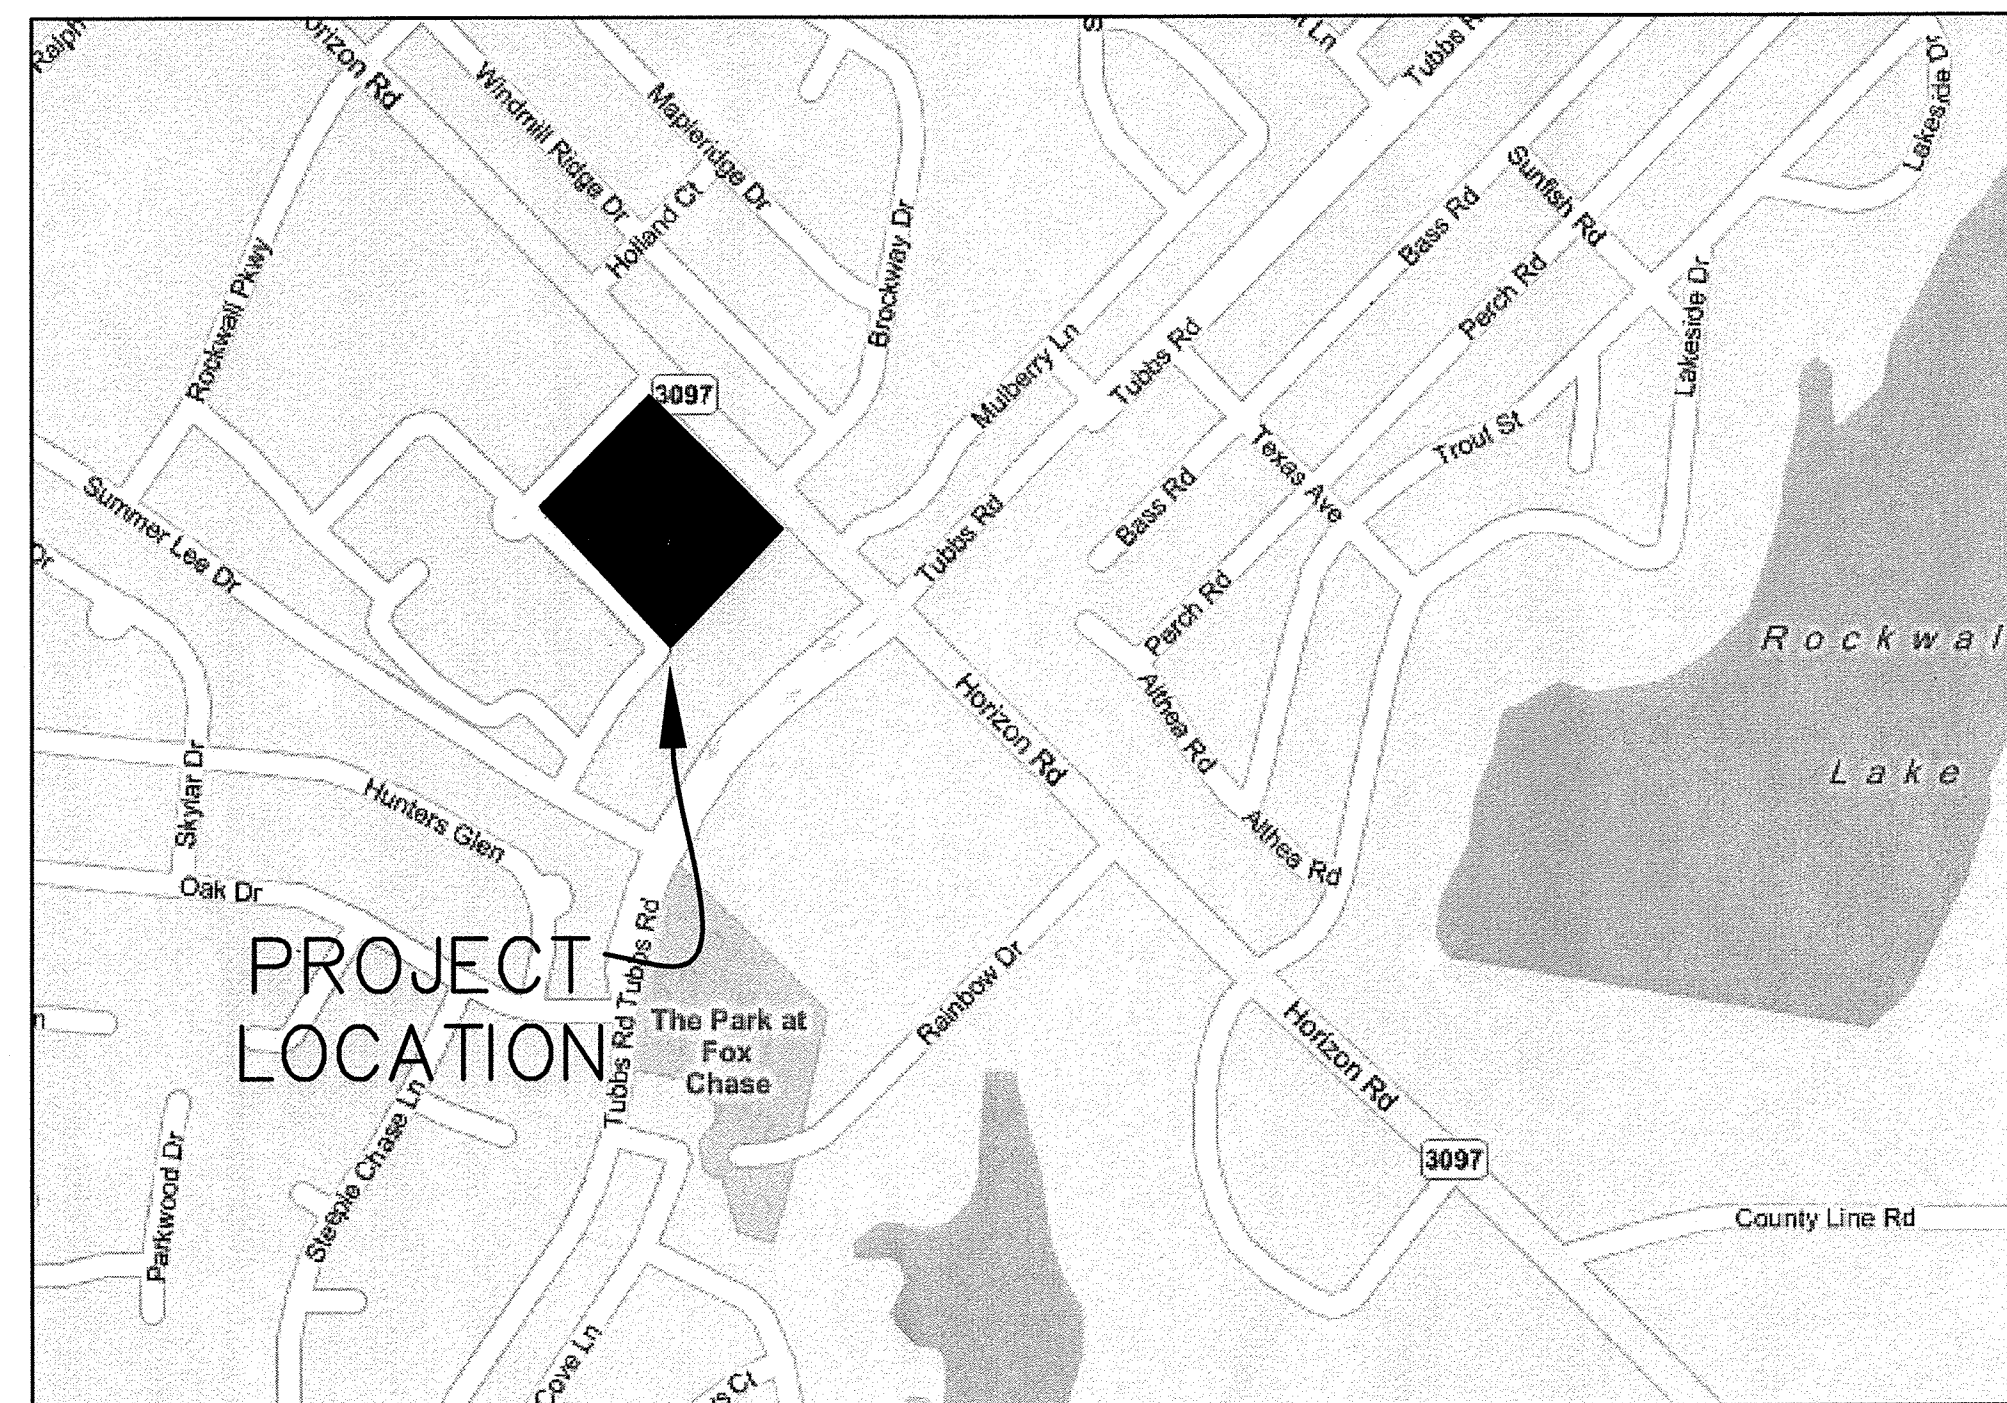 Ralph
orizon Rd
Windmill Ridge Dr
Mapleridge Dr
Holland Ct
Brockway Dr
Rockwall Pkwy
Tubbs R
Lakeside Dr
Sunfish Rd
Bass Rd
Perch Rd
Lakeside Dr
Mulberry Ln
Tubbs Rd
3097
Texas Ave
Trout St
Bass Rd
Tubbs Rd
Summer Lee Dr
Dr
Perch Rd
Rockwal
Lake
Althea Rd
Horizon Rd
Skylar Dr
Hunters Glen
Althea Rd
Oak Dr
Tubbs Rd
PROJECT
LOCATION
Tubbs Rd
The Park at
Fox
Chase
Rainbow Dr
Horizon Rd
Steeple Chase Ln
Parkwood Dr
3097
County Line Rd
Cove Ln
s Ct